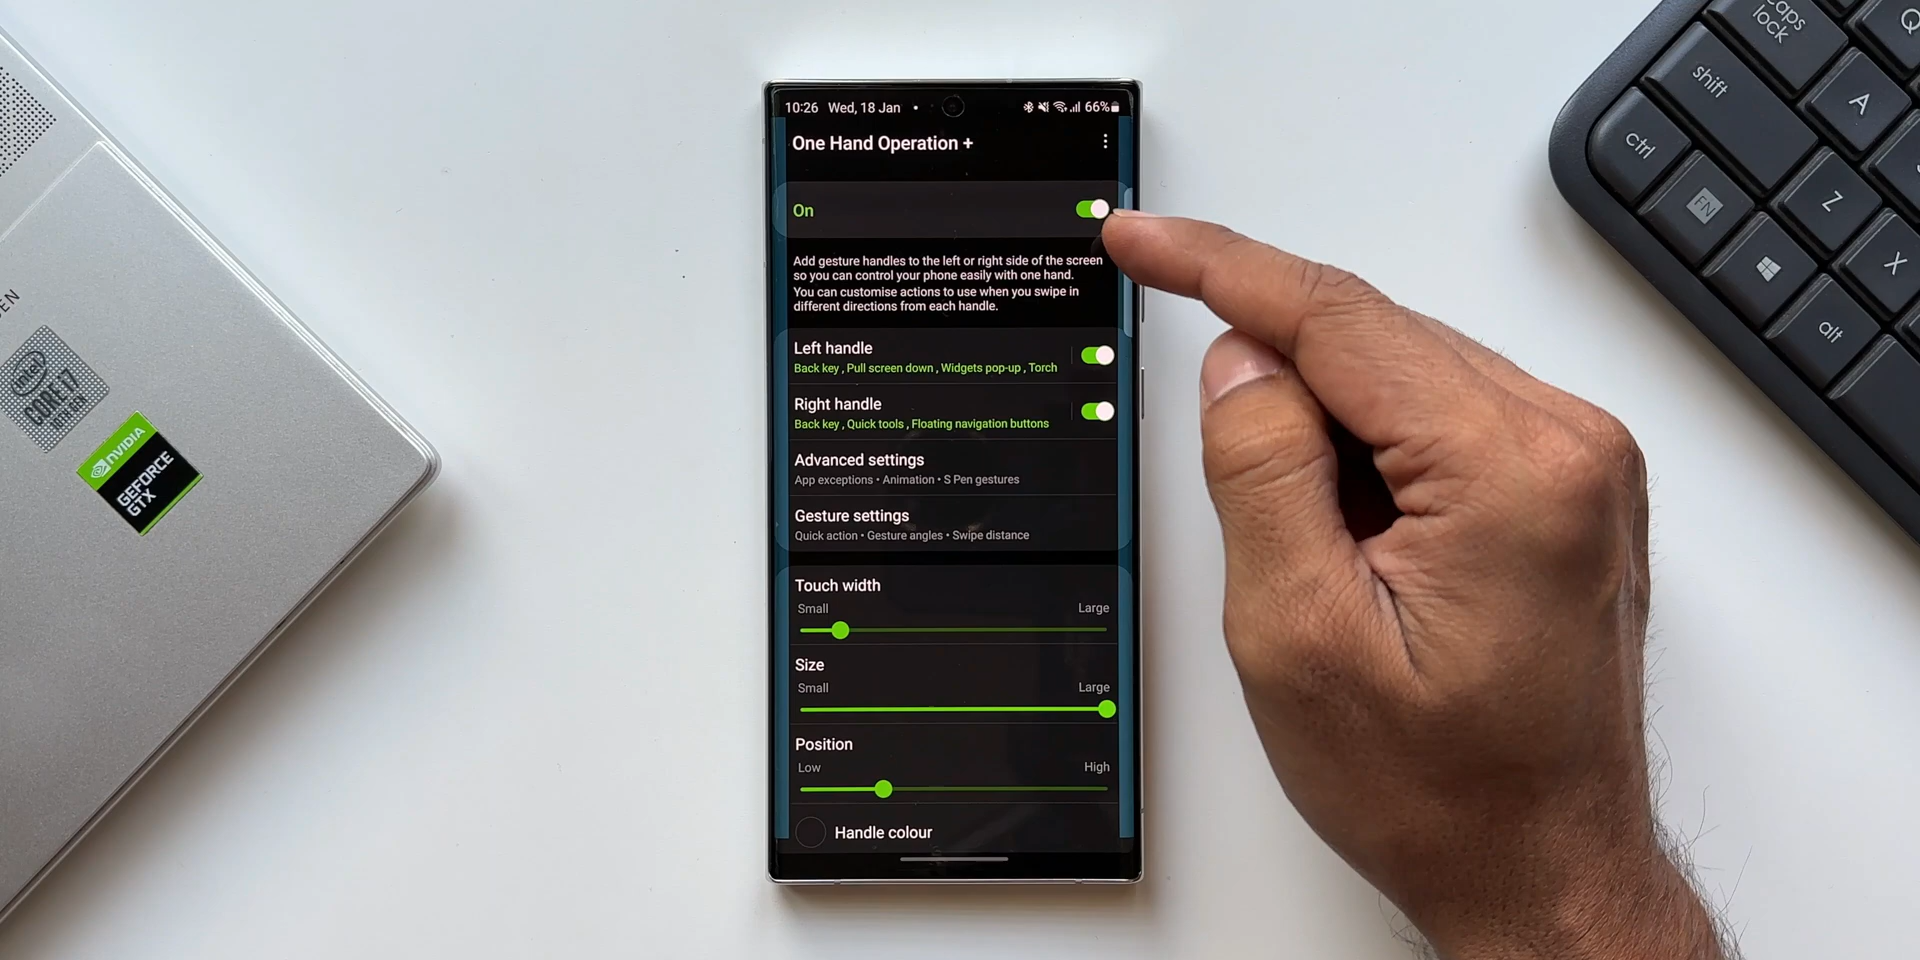 10:26 Wed, 18 Jan
66%
One Hand Operation +
On
Add gesture handles to the left or right side of the screen
so you can control your phone easily with one hand.
You can customise actions to use when you swipe in
different directions from each handle.
Left handle
Back key , Pull screen down , Widgets pop-up , Torch
Right handle
Back key , Quick tools , Floating navigation buttons
Advanced settings
App exceptions • Animation • S Pen gestures
Gesture settings
Quick action • Gesture angles • Swipe distance
Touch width
Small Large
Size
Small Large
Position
Low High
Handle colour
intel
CORE i7
10TH GEN
NVIDIA
GEFORCE
GTX
caps
lock
Q
shift
A
ctrl
FN
Z
X
alt